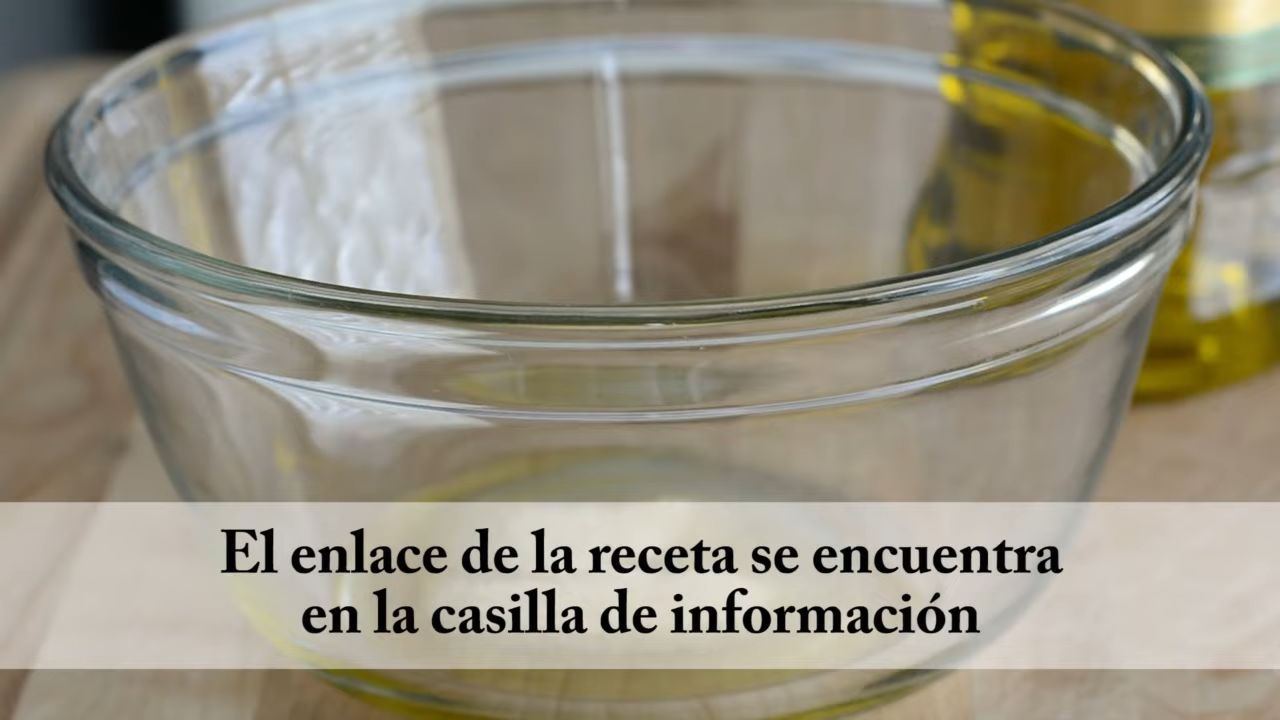 El enlace de la receta se encuentra
en la casilla de información